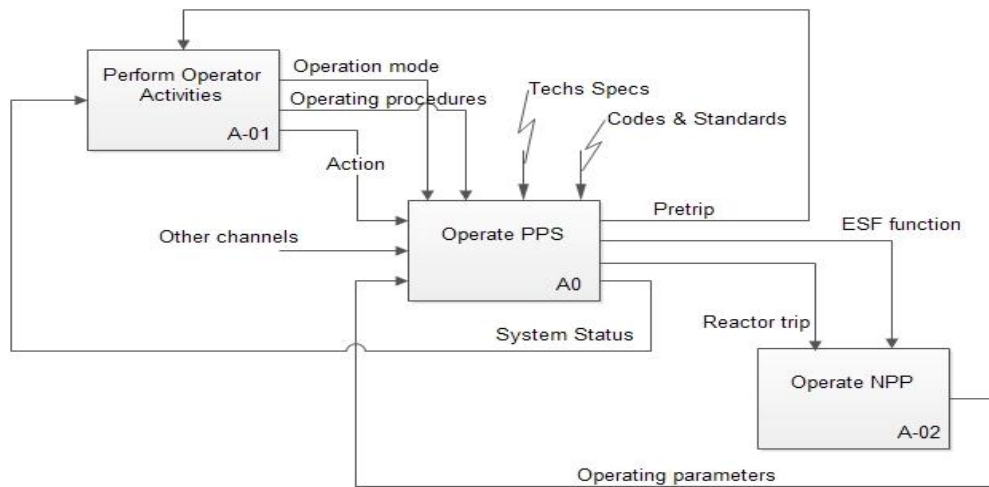 Perform Operator
Activities
A-01
Operation mode
Operating procedures
Action
Techs Specs
Codes & Standards
Other channels
Operate PPS
A0
Pretrip
ESF function
Reactor trip
System Status
Operate NPP
A-02
Operating parameters